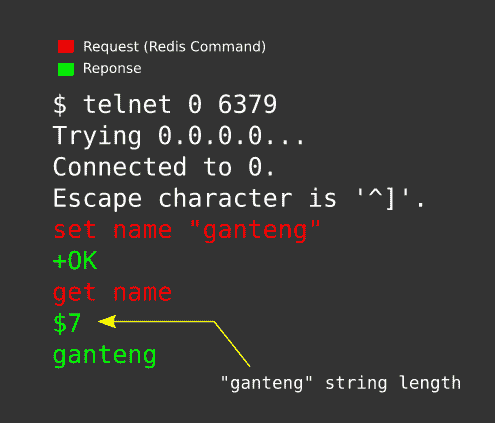 Request (Redis Command)
Reponse
$ telnet 0 6379
Trying 0.0.0.0...
Connected to 0.
Escape character is '^]'.
set name "ganteng"
+OK
get name
$7
ganteng
"ganteng" string length